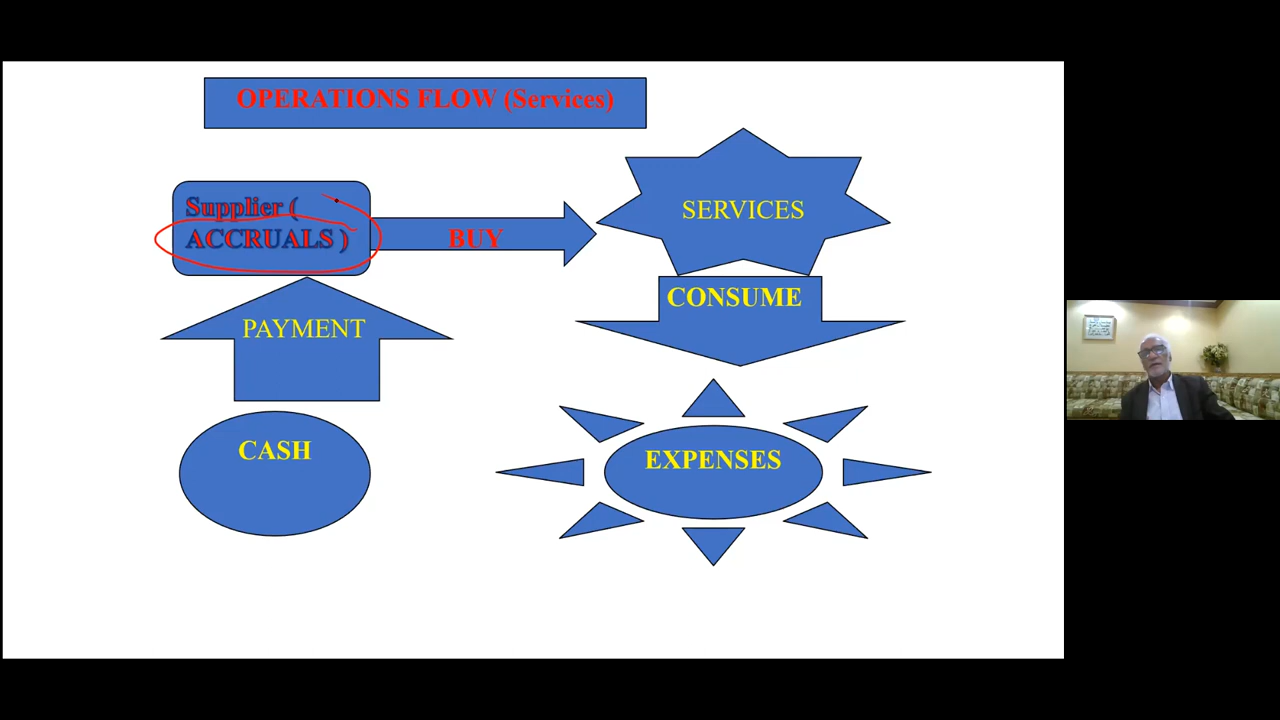 OPERATIONS FLOW (Services)
Supplier (
ACCRUALS )
BUY
SERVICES
CONSUME
PAYMENT
CASH
EXPENSES